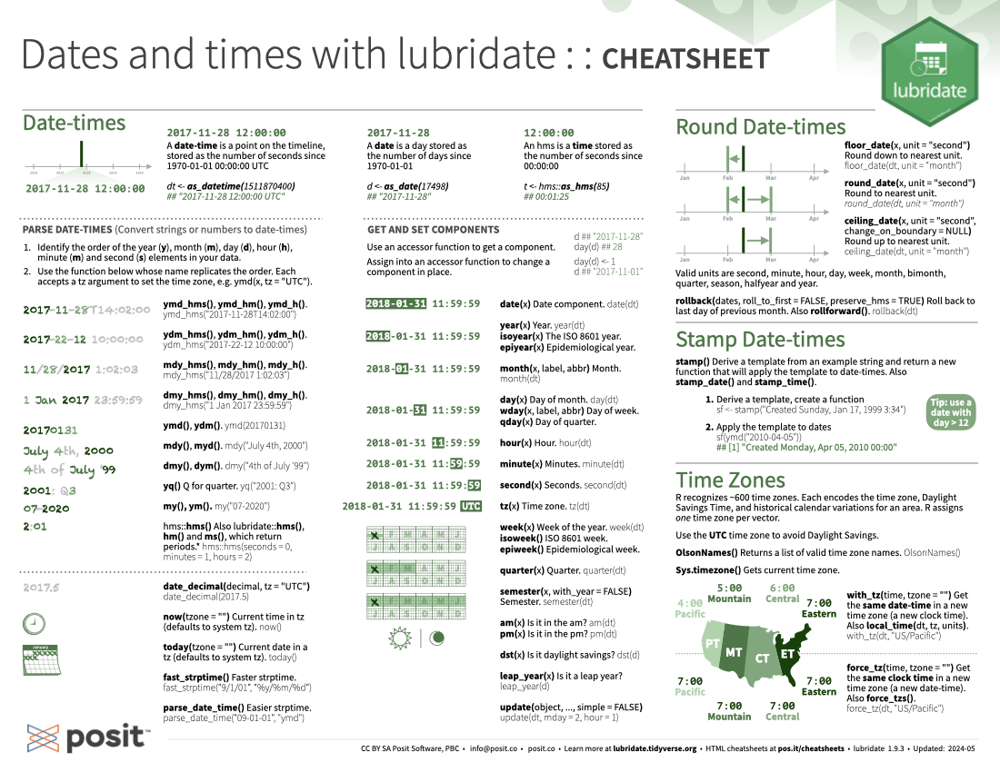 Dates and times with lubridate : : CHEATSHEET
lubridate
Date-times
2017-11-28 12:00:00
2017-11-28 12:00:00
A date-time is a point on the timeline,
stored as the number of seconds since
1970-01-01 00:00:00 UTC
dt <- as_datetime(1511870400)
## "2017-11-28 12:00:00 UTC"
2017-11-28
A date is a day stored as
the number of days since
1970-01-01
d <- as_date(17498)
## "2017-11-28"
12:00:00
An hms is a time stored as
the number of seconds since
00:00:00
t <- hms::as_hms(85)
## 00:01:25
PARSE DATE-TIMES (Convert strings or numbers to date-times)
1. Identify the order of the year (y), month (m), day (d), hour (h),
minute (m) and second (s) elements in your data.
2. Use the function below whose name replicates the order. Each
accepts a tz argument to set the time zone, e.g. ymd(x, tz = "UTC").
2017-11-28T14:02:00
ymd_hms(), ymd_hm(), ymd_h().
ymd_hms("2017-11-28T14:02:00")
2017-22-12 10:00:00
ydm_hms(), ydm_hm(), ydm_h().
ydm_hms("2017-22-12 10:00:00")
11/28/2017 1:02:03
mdy_hms(), mdy_hm(), mdy_h().
mdy_hms("11/28/2017 1:02:03")
1 Jan 2017 23:59:59
dmy_hms(), dmy_hm(), dmy_h().
dmy_hms("1 Jan 2017 23:59:59")
20170131
ymd(), ydm(). ymd(20170131)
July 4th, 2000
mdy(), myd(). mdy("July 4th, 2000")
4th of July '99
dmy(), dym(). dmy("4th of July '99")
2001: Q3
yq() Q for quarter. yq("2001: Q3")
07-2020
my(), ym(). my("07-2020")
2:01
hms::hms() Also lubridate::hms(),
hm() and ms(), which return
periods.* hms::hms(seconds = 0,
minutes = 1, hours = 2)
2017.5
date_decimal(decimal, tz = "UTC")
date_decimal(2017.5)
now(tzone = "") Current time in tz
(defaults to system tz). now()
January
today(tzone = "") Current date in a
tz (defaults to system tz). today()
fast_strptime() Faster strptime.
fast_strptime("9/1/01", "%y/%m/%d")
parse_date_time() Easier strptime.
parse_date_time("09-01-01", "ymd")
GET AND SET COMPONENTS
Use an accessor function to get a component.
Assign into an accessor function to change a
component in place.
d ## "2017-11-28"
day(d) ## 28
day(d) <- 1
d ## "2017-11-01"
2018-01-31 11:59:59
date(x) Date component. date(dt)
2018-01-31 11:59:59
year(x) Year. year(dt)
isoyear(x) The ISO 8601 year.
epiyear(x) Epidemiological year.
2018-01-31 11:59:59
month(x, label, abbr) Month.
month(dt)
2018-01-31 11:59:59
day(x) Day of month. day(dt)
wday(x, label, abbr) Day of week.
qday(x) Day of quarter.
2018-01-31 11:59:59
hour(x) Hour. hour(dt)
2018-01-31 11:59:59
minute(x) Minutes. minute(dt)
2018-01-31 11:59:59
second(x) Seconds. second(dt)
2018-01-31 11:59:59 UTC
tz(x) Time zone. tz(dt)
J F M A M J
J A S O N D
week(x) Week of the year. week(dt)
isoweek() ISO 8601 week.
epiweek() Epidemiological week.
J F M A M J
J A S O N D
quarter(x) Quarter. quarter(dt)
J F M A M J
J A S O N D
semester(x, with_year = FALSE)
Semester. semester(dt)
am(x) Is it in the am? am(dt)
pm(x) Is it in the pm? pm(dt)
dst(x) Is it daylight savings? dst(d)
leap_year(x) Is it a leap year?
leap_year(d)
update(object, ..., simple = FALSE)
update(dt, mday = 2, hour = 1)
Round Date-times
Jan Feb Mar Apr
floor_date(x, unit = "second")
Round down to nearest unit.
floor_date(dt, unit = "month")
Jan Feb Mar Apr
round_date(x, unit = "second")
Round to nearest unit.
round_date(dt, unit = "month")
Jan Feb Mar Apr
ceiling_date(x, unit = "second",
change_on_boundary = NULL)
Round up to nearest unit.
ceiling_date(dt, unit = "month")
Valid units are second, minute, hour, day, week, month, bimonth,
quarter, season, halfyear and year.
rollback(dates, roll_to_first = FALSE, preserve_hms = TRUE) Roll back to
last day of previous month. Also rollforward(). rollback(dt)
Stamp Date-times
stamp() Derive a template from an example string and return a new
function that will apply the template to date-times. Also
stamp_date() and stamp_time().
1. Derive a template, create a function
sf <- stamp("Created Sunday, Jan 17, 1999 3:34")
2. Apply the template to dates
sf(ymd("2010-04-05"))
## [1] "Created Monday, Apr 05, 2010 00:00"
Tip: use a
date with
day > 12
Time Zones
R recognizes ~600 time zones. Each encodes the time zone, Daylight
Savings Time, and historical calendar variations for an area. R assigns
one time zone per vector.
Use the UTC time zone to avoid Daylight Savings.
OlsonNames() Returns a list of valid time zone names. OlsonNames()
Sys.timezone() Gets current time zone.
4:00
Pacific
5:00
Mountain
6:00
Central
7:00
Eastern
PT
MT
CT
ET
7:00
Pacific
7:00
Mountain
7:00
Central
7:00
Eastern
with_tz(time, tzone = "") Get
the same date-time in a new
time zone (a new clock time).
Also local_time(dt, tz, units).
with_tz(dt, "US/Pacific")
force_tz(time, tzone = "") Get
the same clock time in a new
time zone (a new date-time).
Also force_tzs().
force_tz(dt, "US/Pacific")
posit™
CC BY SA Posit Software, PBC • info@posit.co • posit.co • Learn more at lubridate.tidyverse.org • HTML cheatsheets at pos.it/cheatsheets • lubridate 1.9.3 • Updated: 2024-05